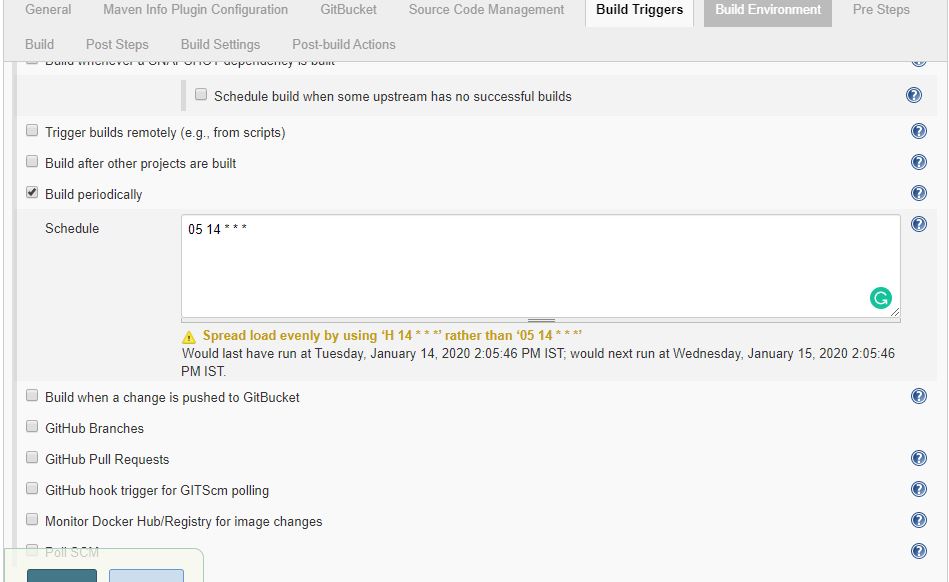 General Maven Info Plugin Configuration GitBucket Source Code Management Build Triggers Build Environment Pre Steps
Build Post Steps Build Settings Post-build Actions
Build whenever a SNAPSHOT dependency is built
Schedule build when some upstream has no successful builds
Trigger builds remotely (e.g., from scripts)
Build after other projects are built
Build periodically
Schedule
05 14 * * *
Spread load evenly by using ‘H 14 * * *’ rather than ‘05 14 * * *’
Would last have run at Tuesday, January 14, 2020 2:05:46 PM IST; would next run at Wednesday, January 15, 2020 2:05:46
PM IST.
Build when a change is pushed to GitBucket
GitHub Branches
GitHub Pull Requests
GitHub hook trigger for GITScm polling
Monitor Docker Hub/Registry for image changes
Poll SCM